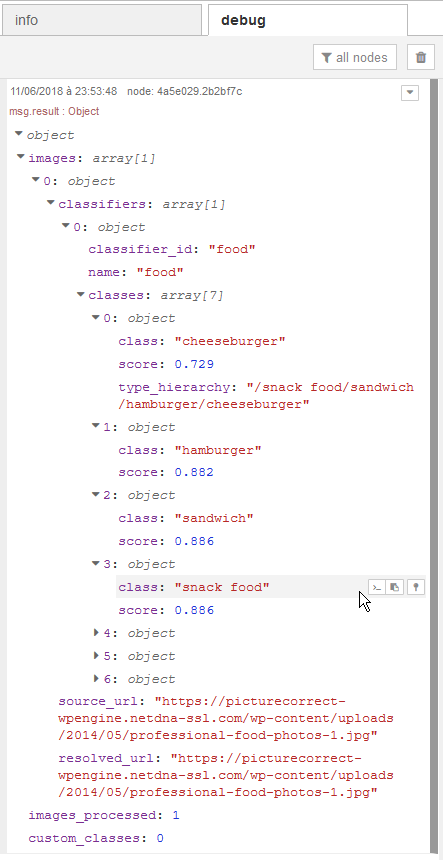 info
debug
all nodes
11/06/2018 à 23:53:48 node: 4a5e029.2b2bf7c
msg.result : Object
object
images: array[1]
0: object
classifiers: array[1]
0: object
classifier_id: "food"
name: "food"
classes: array[7]
0: object
class: "cheeseburger"
score: 0.729
type_hierarchy: "/snack food/sandwich
/hamburger/cheeseburger"
1: object
class: "hamburger"
score: 0.882
2: object
class: "sandwich"
score: 0.886
3: object
class: "snack food"
score: 0.886
4: object
5: object
6: object
source_url: "https://picturecorrect-
wpengine.netdna-ssl.com/wp-content/uploads
/2014/05/professional-food-photos-1.jpg"
resolved_url: "https://picturecorrect-
wpengine.netdna-ssl.com/wp-content/uploads
/2014/05/professional-food-photos-1.jpg"
images_processed: 1
custom_classes: 0